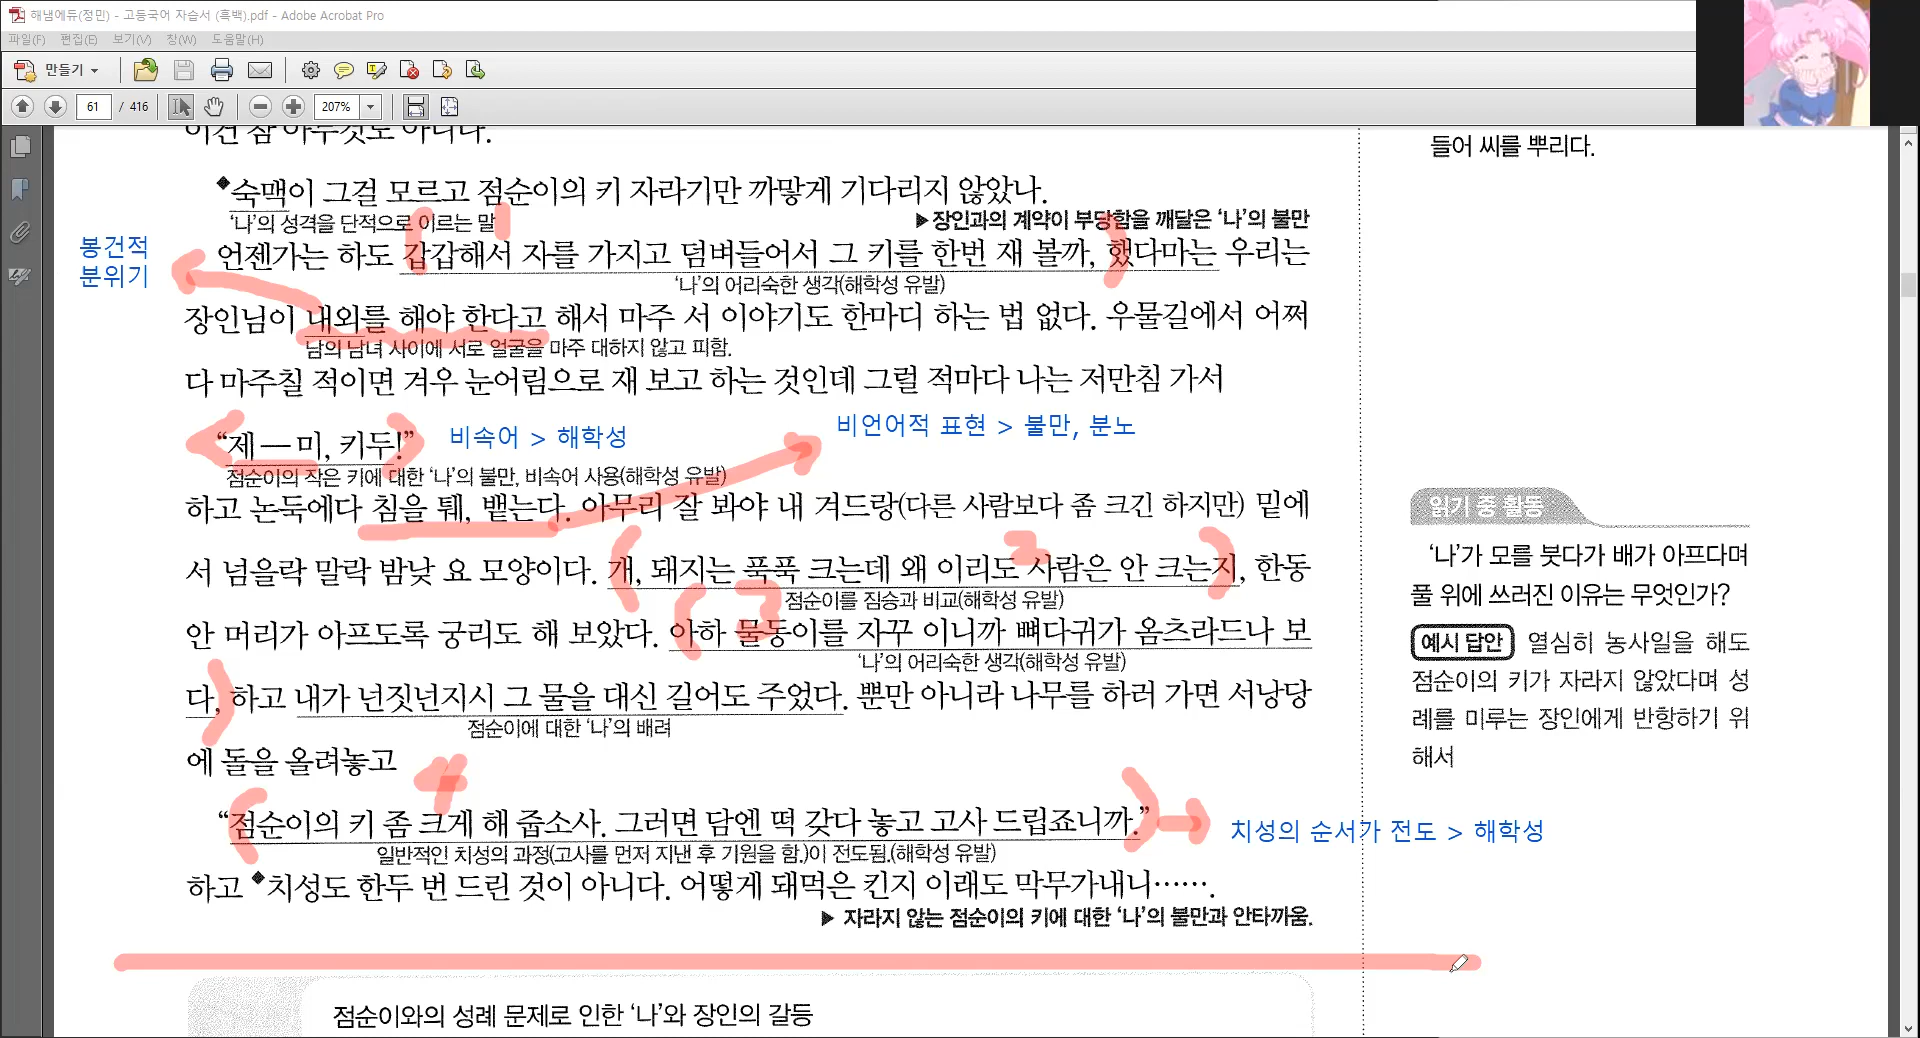 해냄에듀(정민) - 고등국어 자습서 (흑백).pdf - Adobe Acrobat Pro
파일(F) 편집(E) 보기(V) 창(W) 도움말(H)
만들기
61 / 416 207%
이건 참 아무것도 아니다.
들어 씨를 뿌리다.
◆숙맥이 그걸 모르고 점순이의 키 자라기만 까맣게 기다리지 않았나.
‘나’의 성격을 단적으로 이르는 말
▶장인과의 계약이 부당함을 깨달은 ‘나’의 불만
봉건적
분위기
1
언젠가는 하도 갑갑해서 자를 가지고 덤벼들어서 그 키를 한번 재 볼까, 했다마는 우리는
‘나’의 어리숙한 생각(해학성 유발)
장인님이 내외를 해야 한다고 해서 마주 서 이야기도 한마디 하는 법 없다. 우물길에서 어쩌
남의 남녀 사이에 서로 얼굴을 마주 대하지 않고 피함.
다 마주칠 적이면 겨우 눈어림으로 재 보고 하는 것인데 그럴 적마다 나는 저만침 가서
“제―미, 키두!”
비속어 > 해학성
비언어적 표현 > 불만, 분노
점순이의 작은 키에 대한 ‘나’의 불만, 비속어 사용(해학성 유발)
하고 논둑에다 침을 퉤, 뱉는다. 아무리 잘 봐야 내 겨드랑(다른 사람보다 좀 크긴 하지만) 밑에
2
서 넘을락 말락 밤낮 요 모양이다. 개, 돼지는 푹푹 크는데 왜 이리도 사람은 안 크는지, 한동
점순이를 짐승과 비교(해학성 유발)
3
안 머리가 아프도록 궁리도 해 보았다. 아하 물동이를 자꾸 이니까 뼈다귀가 옴츠라드나 보
‘나’의 어리숙한 생각(해학성 유발)
다, 하고 내가 넌짓넌지시 그 물을 대신 길어도 주었다. 뿐만 아니라 나무를 하러 가면 서낭당
점순이에 대한 ‘나’의 배려
에 돌을 올려놓고
4
“점순이의 키 좀 크게 해 줍소사. 그러면 담엔 떡 갖다 놓고 고사 드립죠니까.”
치성의 순서가 전도 > 해학성
일반적인 치성의 과정(고사를 먼저 지낸 후 기원을 함.)이 전도됨.(해학성 유발)
하고 ◆치성도 한두 번 드린 것이 아니다. 어떻게 돼먹은 킨지 이래도 막무가내니…….
▶ 자라지 않는 점순이의 키에 대한 ‘나’의 불만과 안타까움.
점순이와의 성례 문제로 인한 ‘나’와 장인의 갈등
읽기 중 활동
‘나’가 모를 붓다가 배가 아프다며
풀 위에 쓰러진 이유는 무엇인가?
예시 답안 열심히 농사일을 해도
점순이의 키가 자라지 않았다며 성
례를 미루는 장인에게 반항하기 위
해서